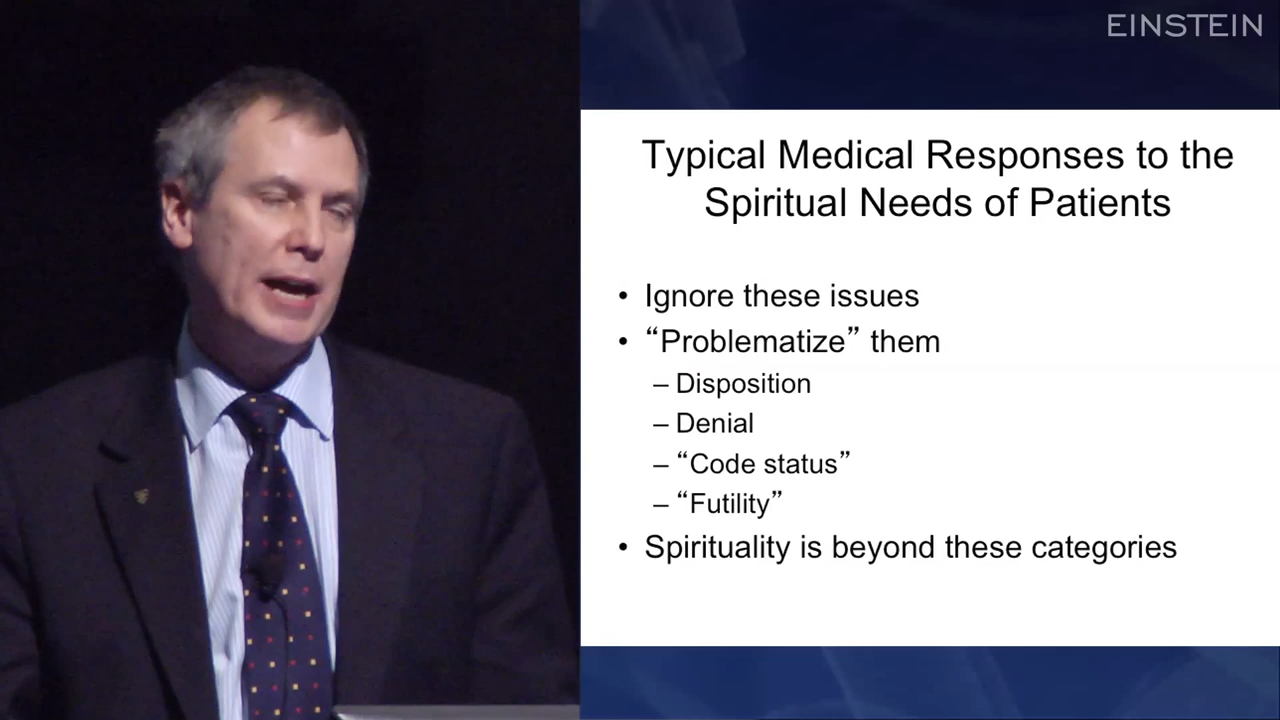 EINSTEIN
Typical Medical Responses to the
Spiritual Needs of Patients
• Ignore these issues
• “Problematize” them
– Disposition
– Denial
– “Code status”
– “Futility”
• Spirituality is beyond these categories